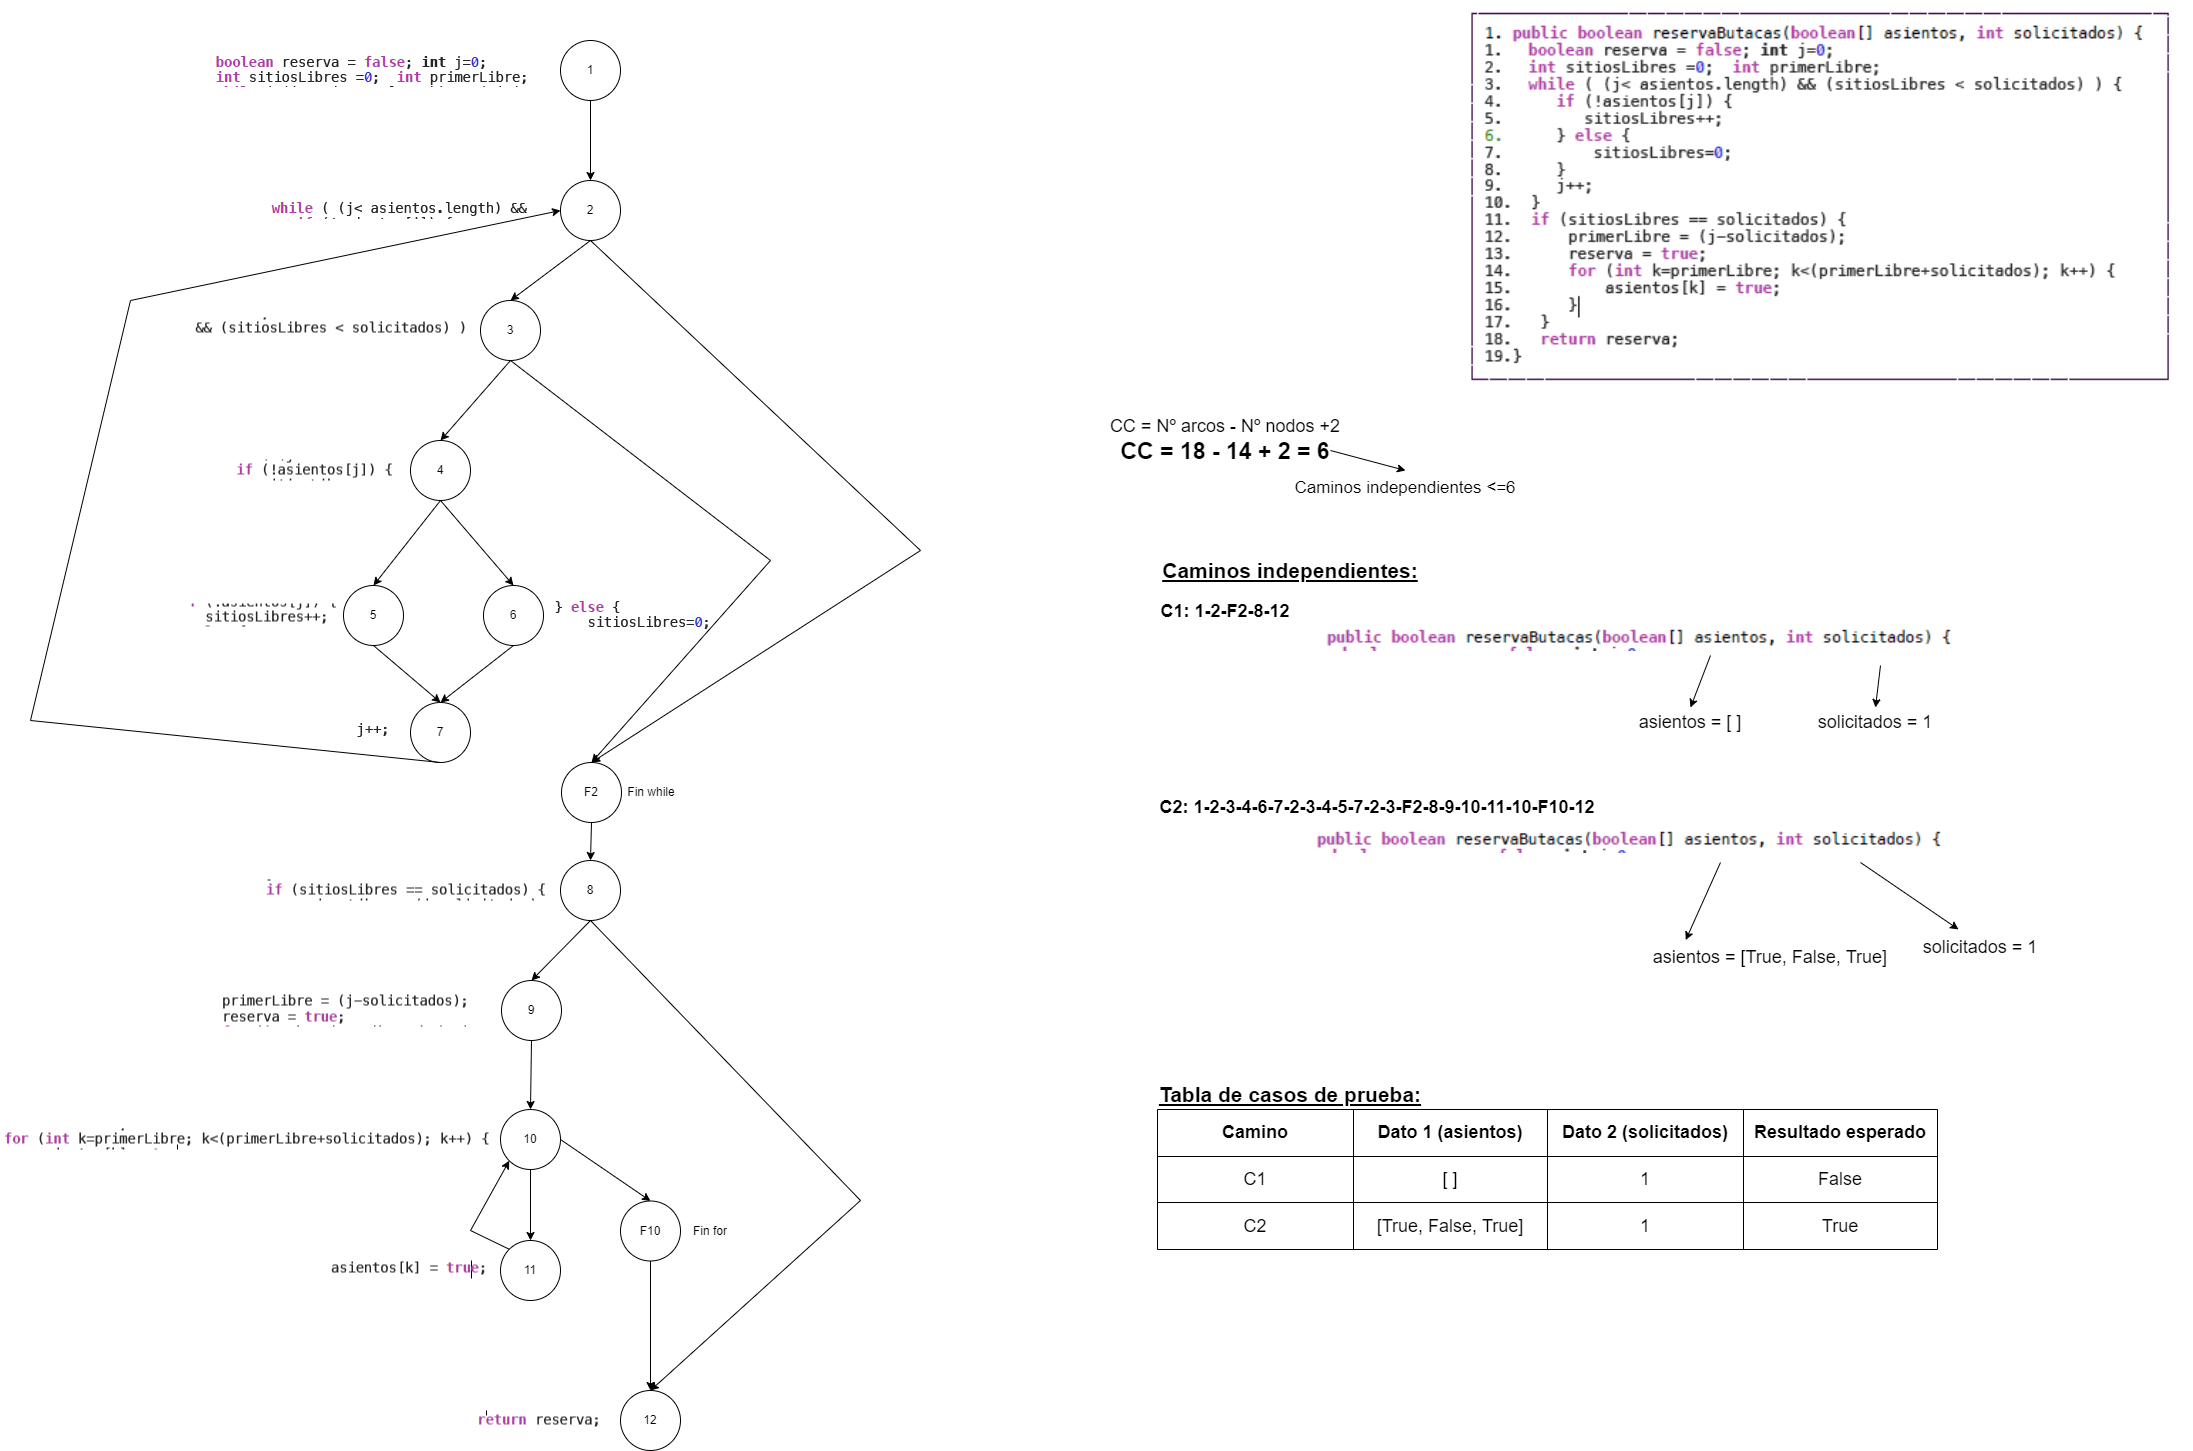 boolean reserva = false; int j=0;
int sitiosLibres =0;  int primerLibre;
1
while ( (j< asientos.length) &&
2
&& (sitiosLibres < solicitados) )
3
if (!asientos[j]) {
4
sitiosLibres++;
5
6
} else {
sitiosLibres=0;
j++;
7
F2
Fin while
if (sitiosLibres == solicitados) {
8
primerLibre = (j-solicitados);
reserva = true;
9
for (int k=primerLibre; k<(primerLibre+solicitados); k++) {
10
F10
Fin for
asientos[k] = true;
11
return reserva;
12
1. public boolean reservaButacas(boolean[] asientos, int solicitados) {
1. boolean reserva = false; int j=0;
2. int sitiosLibres =0;  int primerLibre;
3. while ( (j< asientos.length) && (sitiosLibres < solicitados) ) {
4. if (!asientos[j]) {
5. sitiosLibres++;
6. } else {
7. sitiosLibres=0;
8. }
9. j++;
10. }
11. if (sitiosLibres == solicitados) {
12. primerLibre = (j-solicitados);
13. reserva = true;
14. for (int k=primerLibre; k<(primerLibre+solicitados); k++) {
15. asientos[k] = true;
16. }
17. }
18. return reserva;
19.}
CC = Nº arcos - Nº nodos +2
CC = 18 - 14 + 2 = 6
Caminos independientes <=6
Caminos independientes:
C1: 1-2-F2-8-12
public boolean reservaButacas(boolean[] asientos, int solicitados) {
asientos = [ ]
solicitados = 1
C2: 1-2-3-4-6-7-2-3-4-5-7-2-3-F2-8-9-10-11-10-F10-12
public boolean reservaButacas(boolean[] asientos, int solicitados) {
asientos = [True, False, True]
solicitados = 1
Tabla de casos de prueba:
Camino Dato 1 (asientos) Dato 2 (solicitados) Resultado esperado
C1 [ ] 1 False
C2 [True, False, True] 1 True